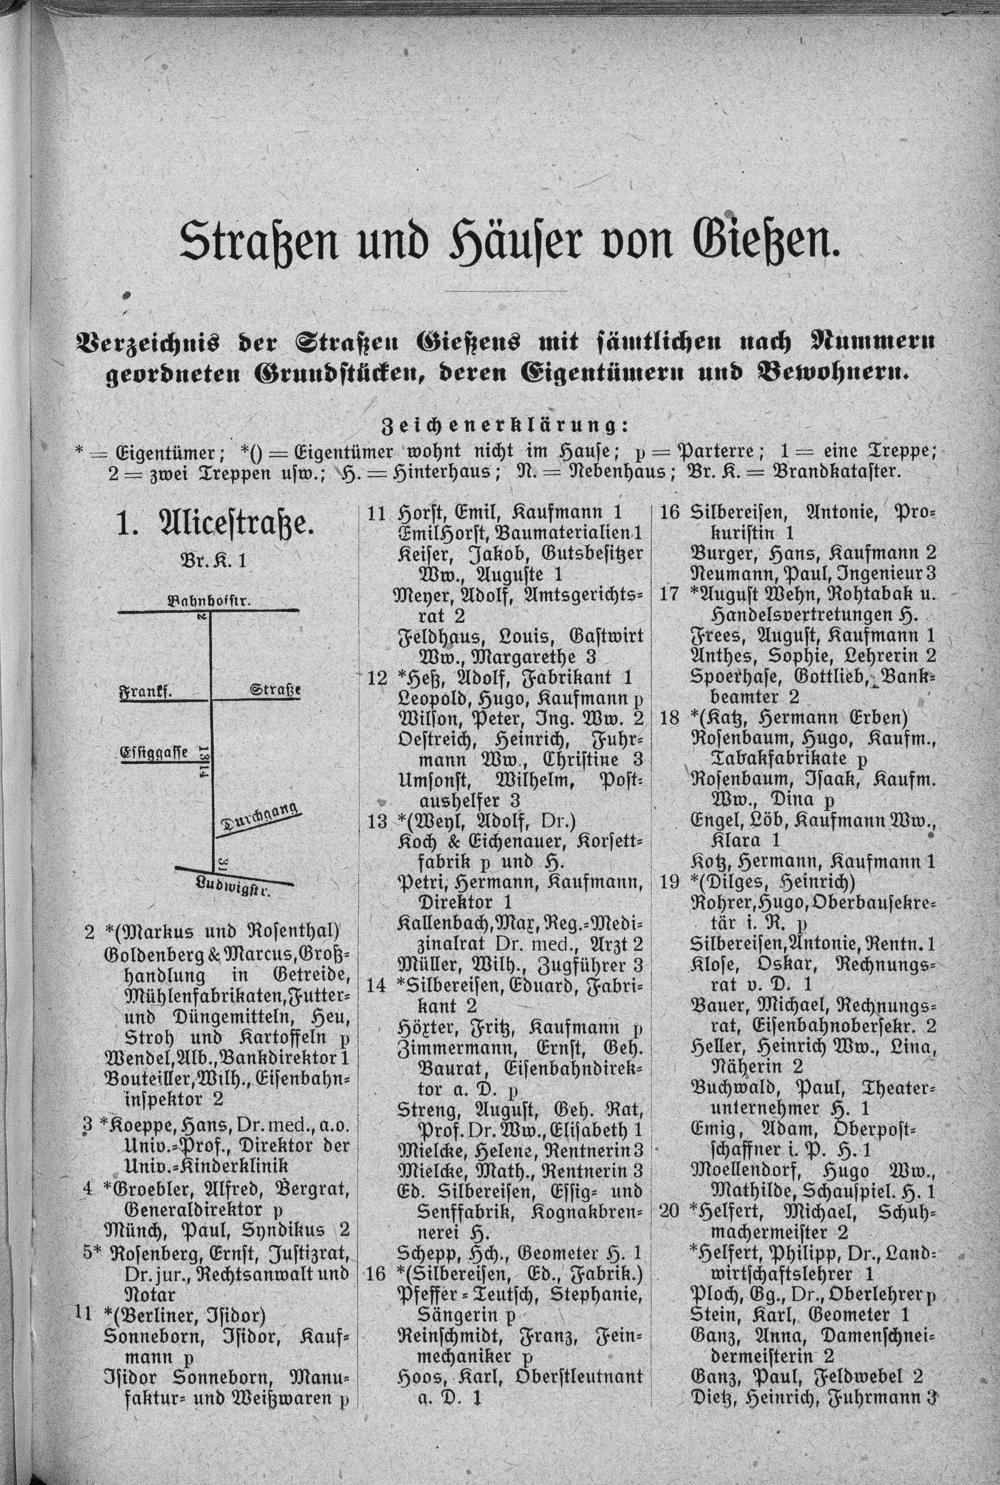 Straßen und Häuser von Gießen.
Verzeichnis der Straßen Gießens mit sämtlichen nach Nummern
geordneten Grundstücken, deren Eigentümern und Bewohnern.
Zeichenerklärung:
* = Eigentümer; *() = Eigentümer wohnt nicht im Hause; p = Parterre; 1 = eine Treppe;
2 = zwei Treppen usw.; H. = Hinterhaus; N. = Nebenhaus; Br. K. = Brandkataster.
1. Alicestraße.
Br. K. 1
Bahnhofstr.
2
Frankf. Straße
Essiggasse 13
14
Durchgang
31
Ludwigstr.
2 *(Markus und Rosenthal)
Goldenberg & Marcus, Groß-
handlung in Getreide,
Mühlenfabrikaten, Futter-
und Düngemitteln, Heu,
Stroh und Kartoffeln p
Wendel, Alb., Bankdirektor 1
Bouteiller, Wilh., Eisenbahn-
inspektor 2
3 *Koeppe, Hans, Dr. med., a.o.
Univ.-Prof., Direktor der
Univ.-Kinderklinik
4 *Groebler, Alfred, Bergrat,
Generaldirektor p
Münch, Paul, Syndikus 2
5* Rosenberg, Ernst, Justizrat,
Dr. jur., Rechtsanwalt und
Notar
11 *(Berliner, Isidor)
Sonneborn, Isidor, Kauf-
mann p
Isidor Sonneborn, Manu-
faktur- und Weißwaren p
11 Horst, Emil, Kaufmann 1
Emil Horst, Baumaterialien 1
Keiser, Jakob, Gutsbesitzer
Ww., Auguste 1
Meyer, Adolf, Amtsgerichts-
rat 2
Feldhaus, Louis, Gastwirt
Ww., Margarethe 3
12 *Heß, Adolf, Fabrikant 1
Leopold, Hugo, Kaufmann p
Wilson, Peter, Ing. Ww. 2
Oestreich, Heinrich, Fuhr-
mann Ww., Christine 3
Umsonst, Wilhelm, Post-
aushelfer 3
13 *(Weyl, Adolf, Dr.)
Koch & Eichenauer, Korsett-
fabrik p und H.
Petri, Hermann, Kaufmann,
Direktor 1
Kallenbach, Max, Reg.-Medi-
zinalrat Dr. med., Arzt 2
Müller, Wilh., Zugführer 3
14 *Silbereisen, Eduard, Fabri-
kant 2
Höxter, Fritz, Kaufmann p
Zimmermann, Ernst, Geh.
Baurat, Eisenbahndirek-
tor a. D. p
Streng, August, Geh. Rat,
Prof. Dr. Ww., Elisabeth 1
Mielcke, Helene, Rentnerin 3
Mielcke, Math., Rentnerin 3
Ed. Silbereisen, Essig- und
Senffabrik, Kognakbren-
nerei H.
Schepp, Hch., Geometer H. 1
16 *(Silbereisen, Ed., Fabrik.)
Pfeffer-Teutsch, Stephanie,
Sängerin p
Reinschmidt, Franz, Fein-
mechaniker p
Hoos, Karl, Oberstleutnant
a. D. 1
16 Silbereisen, Antonie, Pro-
kuristin 1
Burger, Hans, Kaufmann 2
Neumann, Paul, Ingenieur 3
17 *August Wehn, Rohtabak u.
Handelsvertretungen H.
Frees, August, Kaufmann 1
Anthes, Sophie, Lehrerin 2
Spoerhase, Gottlieb, Bank-
beamter 2
18 *(Katz, Hermann Erben)
Rosenbaum, Hugo, Kaufm.,
Tabakfabrikate p
Rosenbaum, Isaak, Kaufm.
Ww., Dina p
Engel, Löb, Kaufmann Ww.,
Klara 1
Kotz, Hermann, Kaufmann 1
19 *(Dilges, Heinrich)
Rohrer, Hugo, Oberbausekre-
tär i. R. p
Silbereisen, Antonie, Rentn. 1
Klose, Oskar, Rechnungs-
rat v. D. 1
Bauer, Michael, Rechnungs-
rat, Eisenbahnobersekr. 2
Heller, Heinrich Ww., Lina,
Näherin 2
Buchwald, Paul, Theater-
unternehmer H. 1
Emig, Adam, Oberpost-
schaffner i. P. H. 1
Moellendorf, Hugo Ww.,
Mathilde, Schauspiel. H. 1
20 *Helfert, Michael, Schuh-
machermeister 2
*Helfert, Philipp, Dr., Land-
wirtschaftslehrer 1
Ploch, Gg., Dr., Oberlehrer p
Stein, Karl, Geometer 1
Ganz, Anna, Damenschnei-
dermeisterin 2
Ganz, Paul, Feldwebel 2
Dietz, Heinrich, Fuhrmann 3